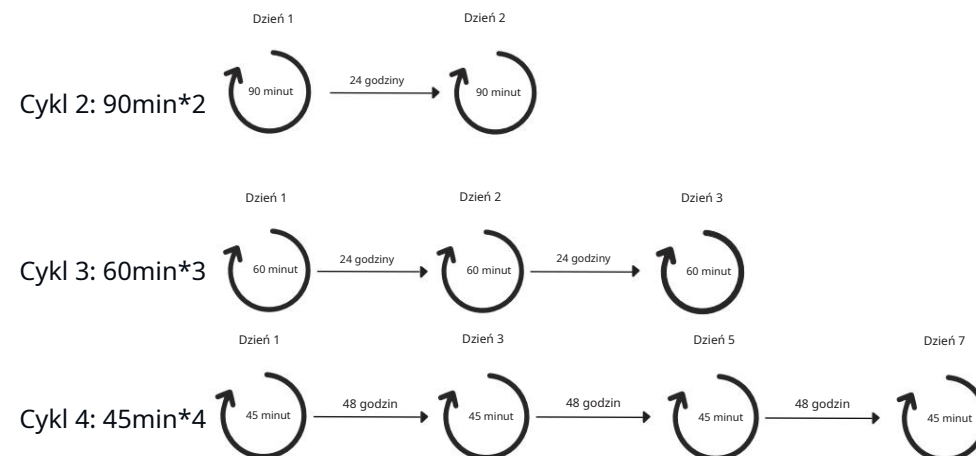 Dzień 1
Dzień 2
Cykl 2: 90min*2
90 minut
24 godziny
90 minut
Dzień 1
Dzień 2
Dzień 3
Cykl 3: 60min*3
60 minut
24 godziny
60 minut
24 godziny
60 minut
Dzień 1
Dzień 3
Dzień 5
Dzień 7
Cykl 4: 45min*4
45 minut
48 godzin
45 minut
48 godzin
45 minut
48 godzin
45 minut